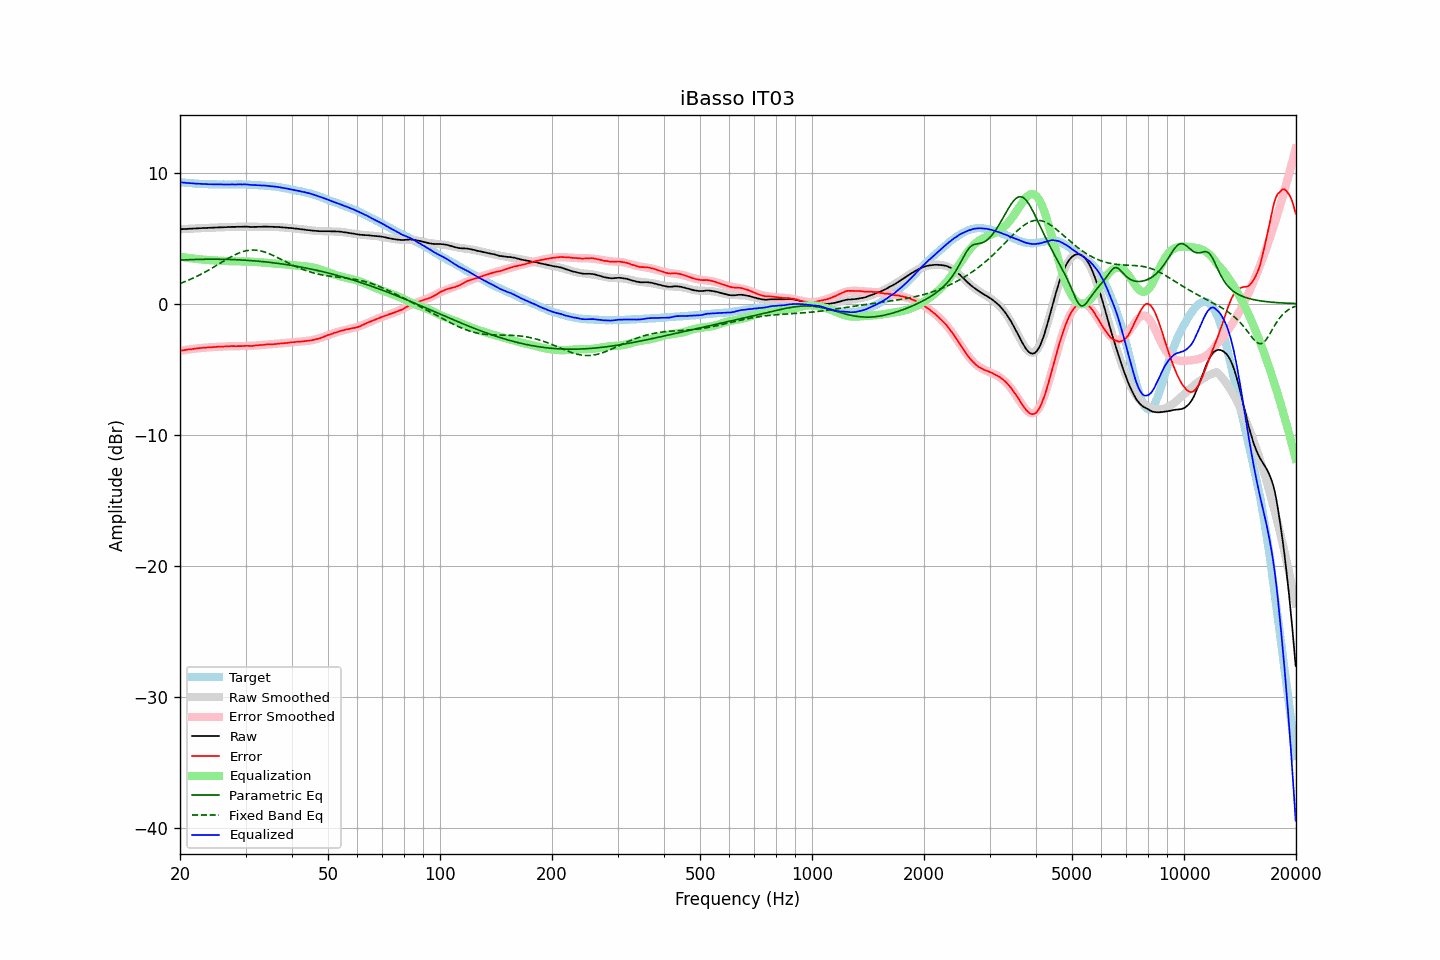 iBasso IT03
Amplitude (dBr)
10
0
−10
−20
−30
−40
Target
Raw Smoothed
Error Smoothed
Raw
Error
Equalization
Parametric Eq
Fixed Band Eq
Equalized
20 50 100 200 500 1000 2000 5000 10000 20000
Frequency (Hz)